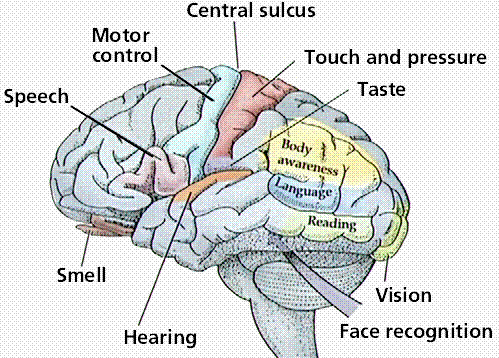 Central sulcus
Motor
control
Touch and pressure
Speech
Taste
Body
awareness
Language
Reading
Smell
Vision
Hearing
Face recognition